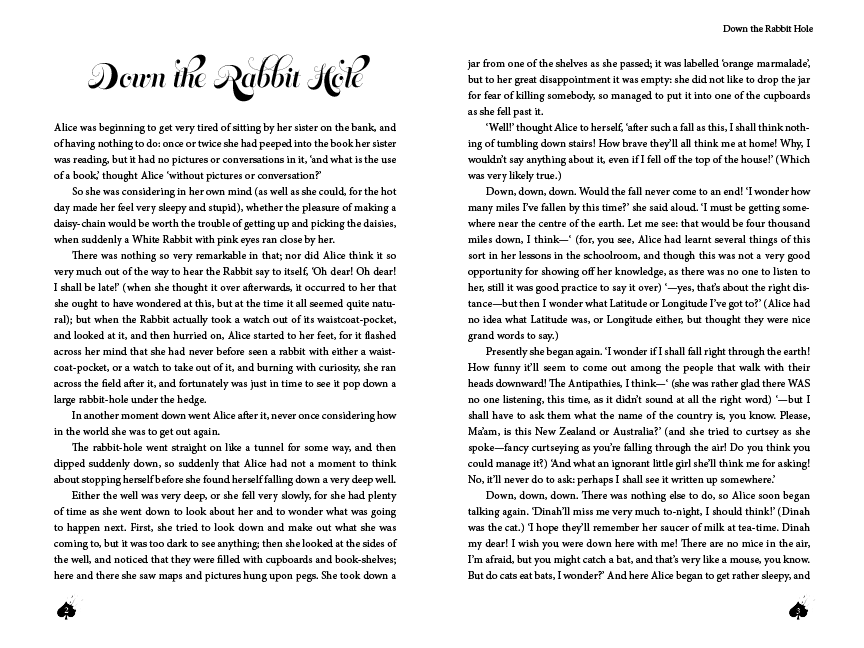 Down the Rabbit Hole
Alice was beginning to get very tired of sitting by her sister on the bank, and
of having nothing to do: once or twice she had peeped into the book her sister
was reading, but it had no pictures or conversations in it, ‘and what is the use
of a book,’ thought Alice ‘without pictures or conversation?’
So she was considering in her own mind (as well as she could, for the hot
day made her feel very sleepy and stupid), whether the pleasure of making a
daisy-chain would be worth the trouble of getting up and picking the daisies,
when suddenly a White Rabbit with pink eyes ran close by her.
There was nothing so very remarkable in that; nor did Alice think it so
very much out of the way to hear the Rabbit say to itself, ‘Oh dear! Oh dear!
I shall be late!’ (when she thought it over afterwards, it occurred to her that
she ought to have wondered at this, but at the time it all seemed quite natu-
ral); but when the Rabbit actually took a watch out of its waistcoat-pocket,
and looked at it, and then hurried on, Alice started to her feet, for it flashed
across her mind that she had never before seen a rabbit with either a waist-
coat-pocket, or a watch to take out of it, and burning with curiosity, she ran
across the field after it, and fortunately was just in time to see it pop down a
large rabbit-hole under the hedge.
In another moment down went Alice after it, never once considering how
in the world she was to get out again.
The rabbit-hole went straight on like a tunnel for some way, and then
dipped suddenly down, so suddenly that Alice had not a moment to think
about stopping herself before she found herself falling down a very deep well.
Either the well was very deep, or she fell very slowly, for she had plenty
of time as she went down to look about her and to wonder what was going
to happen next. First, she tried to look down and make out what she was
coming to, but it was too dark to see anything; then she looked at the sides of
the well, and noticed that they were filled with cupboards and book-shelves;
here and there she saw maps and pictures hung upon pegs. She took down a
2
Down the Rabbit Hole
jar from one of the shelves as she passed; it was labelled ‘orange marmalade’,
but to her great disappointment it was empty: she did not like to drop the jar
for fear of killing somebody, so managed to put it into one of the cupboards
as she fell past it.
‘Well!’ thought Alice to herself, ‘after such a fall as this, I shall think noth-
ing of tumbling down stairs! How brave they’ll all think me at home! Why, I
wouldn’t say anything about it, even if I fell off the top of the house!’ (Which
was very likely true.)
Down, down, down. Would the fall never come to an end! ‘I wonder how
many miles I’ve fallen by this time?’ she said aloud. ‘I must be getting some-
where near the centre of the earth. Let me see: that would be four thousand
miles down, I think—‘ (for, you see, Alice had learnt several things of this
sort in her lessons in the schoolroom, and though this was not a very good
opportunity for showing off her knowledge, as there was no one to listen to
her, still it was good practice to say it over) ‘—yes, that’s about the right dis-
tance—but then I wonder what Latitude or Longitude I’ve got to?’ (Alice had
no idea what Latitude was, or Longitude either, but thought they were nice
grand words to say.)
Presently she began again. ‘I wonder if I shall fall right through the earth!
How funny it’ll seem to come out among the people that walk with their
heads downward! The Antipathies, I think—‘ (she was rather glad there WAS
no one listening, this time, as it didn’t sound at all the right word) ‘—but I
shall have to ask them what the name of the country is, you know. Please,
Ma’am, is this New Zealand or Australia?’ (and she tried to curtsey as she
spoke—fancy curtseying as you’re falling through the air! Do you think you
could manage it?) ‘And what an ignorant little girl she’ll think me for asking!
No, it’ll never do to ask: perhaps I shall see it written up somewhere.’
Down, down, down. There was nothing else to do, so Alice soon began
talking again. ‘Dinah’ll miss me very much to-night, I should think!’ (Dinah
was the cat.) ‘I hope they’ll remember her saucer of milk at tea-time. Dinah
my dear! I wish you were down here with me! There are no mice in the air,
I’m afraid, but you might catch a bat, and that’s very like a mouse, you know.
But do cats eat bats, I wonder?’ And here Alice began to get rather sleepy, and
3